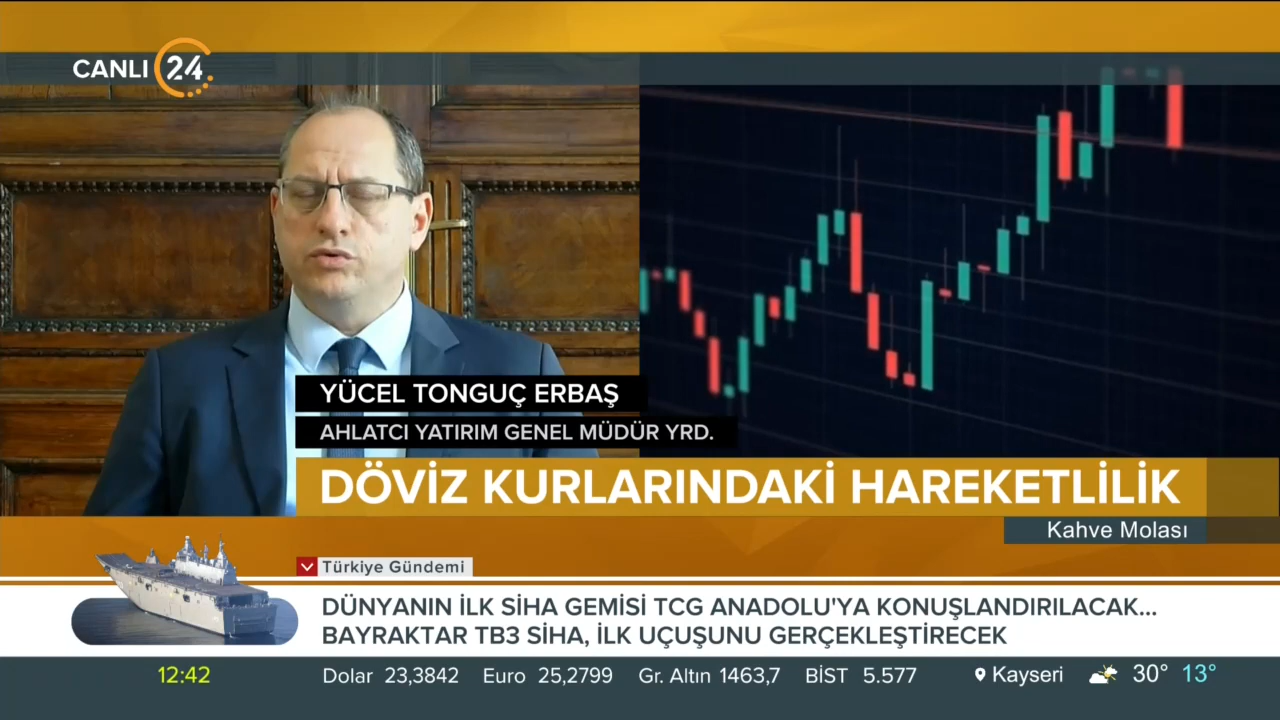 CANLI 24
YÜCEL TONGUÇ ERBAŞ
AHLATCI YATIRIM GENEL MÜDÜR YRD.
DÖVİZ KURLARINDAKİ HAREKETLİLİK
Kahve Molası
Türkiye Gündemi
DÜNYANIN İLK SİHA GEMİSİ TCG ANADOLU'YA KONUŞLANDIRILACAK...
BAYRAKTAR TB3 SİHA, İLK UÇUŞUNU GERÇEKLEŞTİRECEK
12:42 Dolar 23,3842 Euro 25,2799 Gr. Altın 1463,7 BİST 5.577 Kayseri 30° 13°